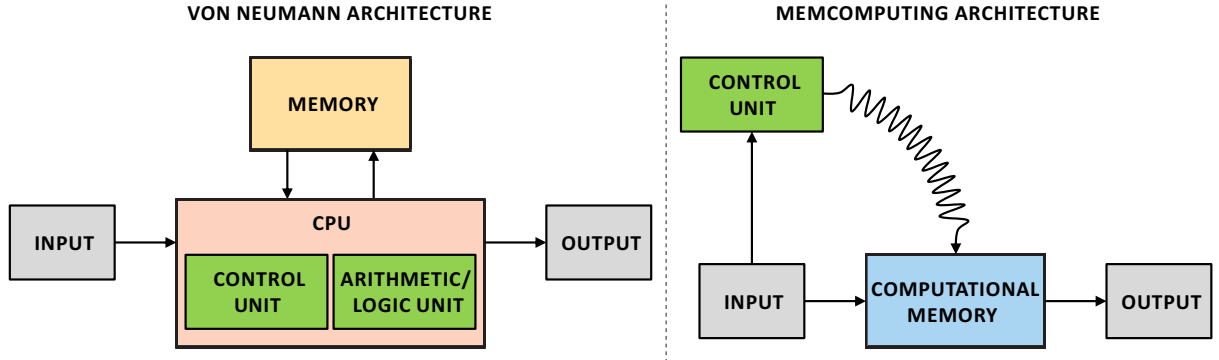 VON NEUMANN ARCHITECTURE
MEMORY
INPUT
CPU
CONTROL
UNIT
ARITHMETIC/
LOGIC UNIT
OUTPUT
MEMCOMPUTING ARCHITECTURE
CONTROL
UNIT
INPUT
COMPUTATIONAL
MEMORY
OUTPUT